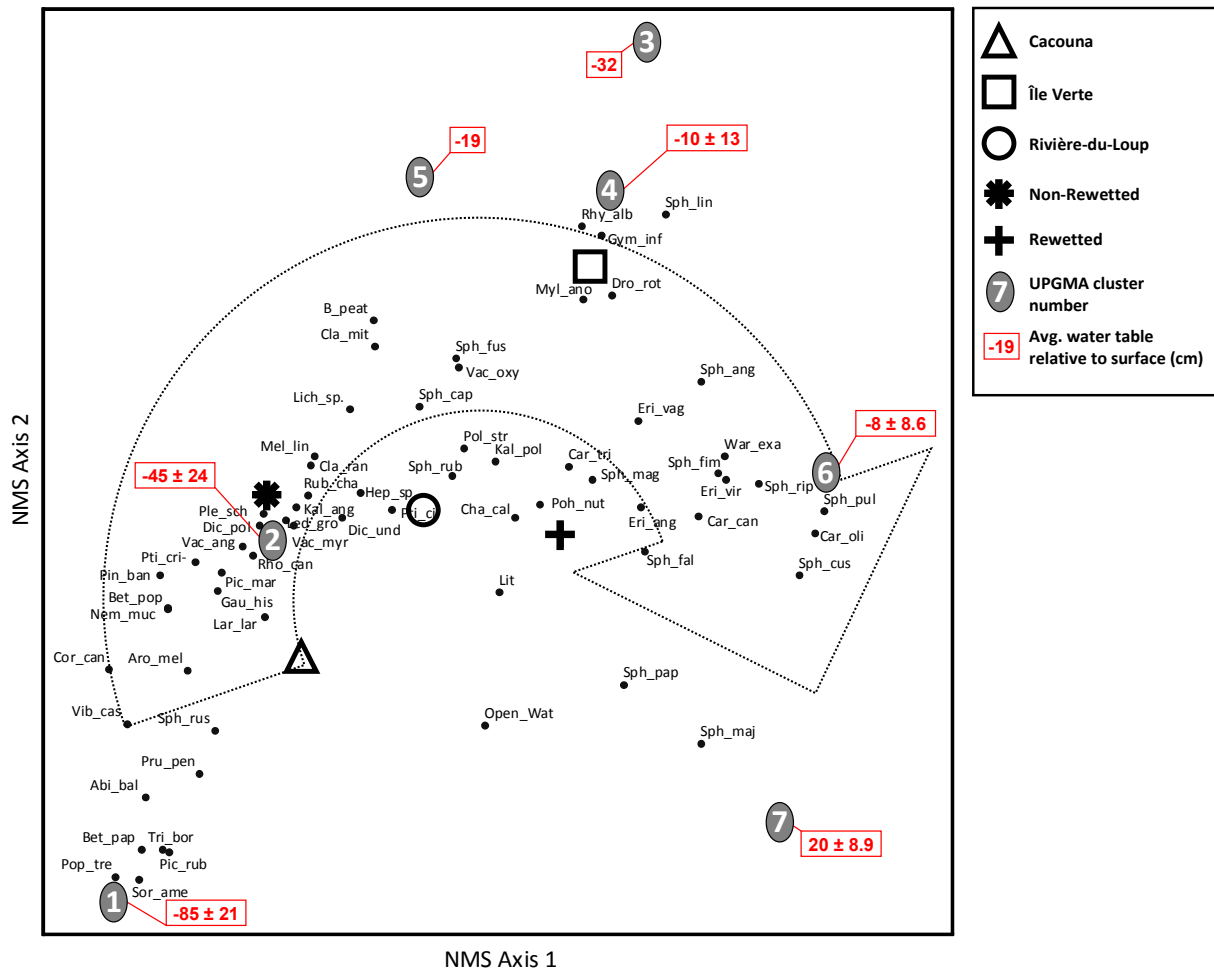 3
-32
-19
-10 ± 13
5
4
Sph_lin
Rhy_alb
Gym_inf
Myl_ano
Dro_rot
B_peat
Cla_mit
Sph_fus
Vac_oxy
Sph_ang
Lich_sp.
Sph_cap
Eri_vag
-8 ± 8.6
Mel_lin
Pol_str
Kal_pol
War_exa
-45 ± 24
Cla_ran
Sph_rub
Car_tri
Sph_mag
Sph_fim
6
Rub_cha
Hep_sp
Eri_vir
Sph_rip
Sph_pul
Ple_sch
Kal_ang
Pri_ci
Cha_cal
Poh_nut
Eri_ang
Car_can
Dic_pol
Led_gro
Dic_und
Vac_ang
2
Vac_myr
Car_oli
Pti_cri-
Rho_can
Sph_fal
Sph_cus
Pin_ban
Pic_mar
Lit
Bet_pop
Gau_his
Nem_muc
Lar_lar
Cor_can
Aro_mel
Sph_pap
Vib_cas
Sph_rus
Open_Wat
Sph_maj
Pru_pen
Abi_bal
7
20 ± 8.9
Bet_pap
Tri_bor
Pop_tre
Pic_rub
Sor_ame
1
-85 ± 21
NMS Axis 2
NMS Axis 1
Cacouna
Île Verte
Rivière-du-Loup
Non-Rewetted
Rewetted
7
UPGMA cluster
number
-19
Avg. water table
relative to surface (cm)